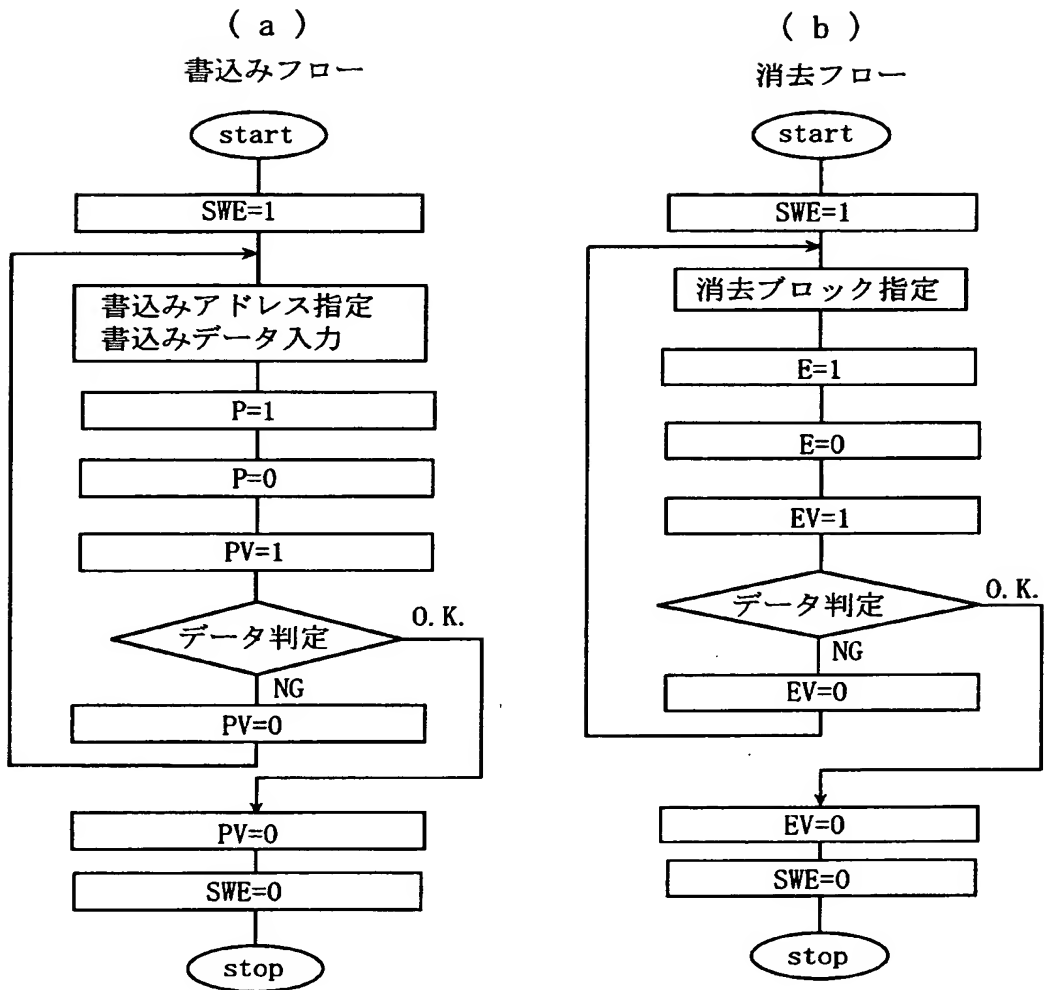 ( a )
書込みフロー
start
SWE=1
書込みアドレス指定
書込みデータ入力
P=1
P=0
PV=1
データ判定
O.K.
NG
PV=0
PV=0
SWE=0
stop
( b )
消去フロー
start
SWE=1
消去ブロック指定
E=1
E=0
EV=1
データ判定
O.K.
NG
EV=0
EV=0
SWE=0
stop